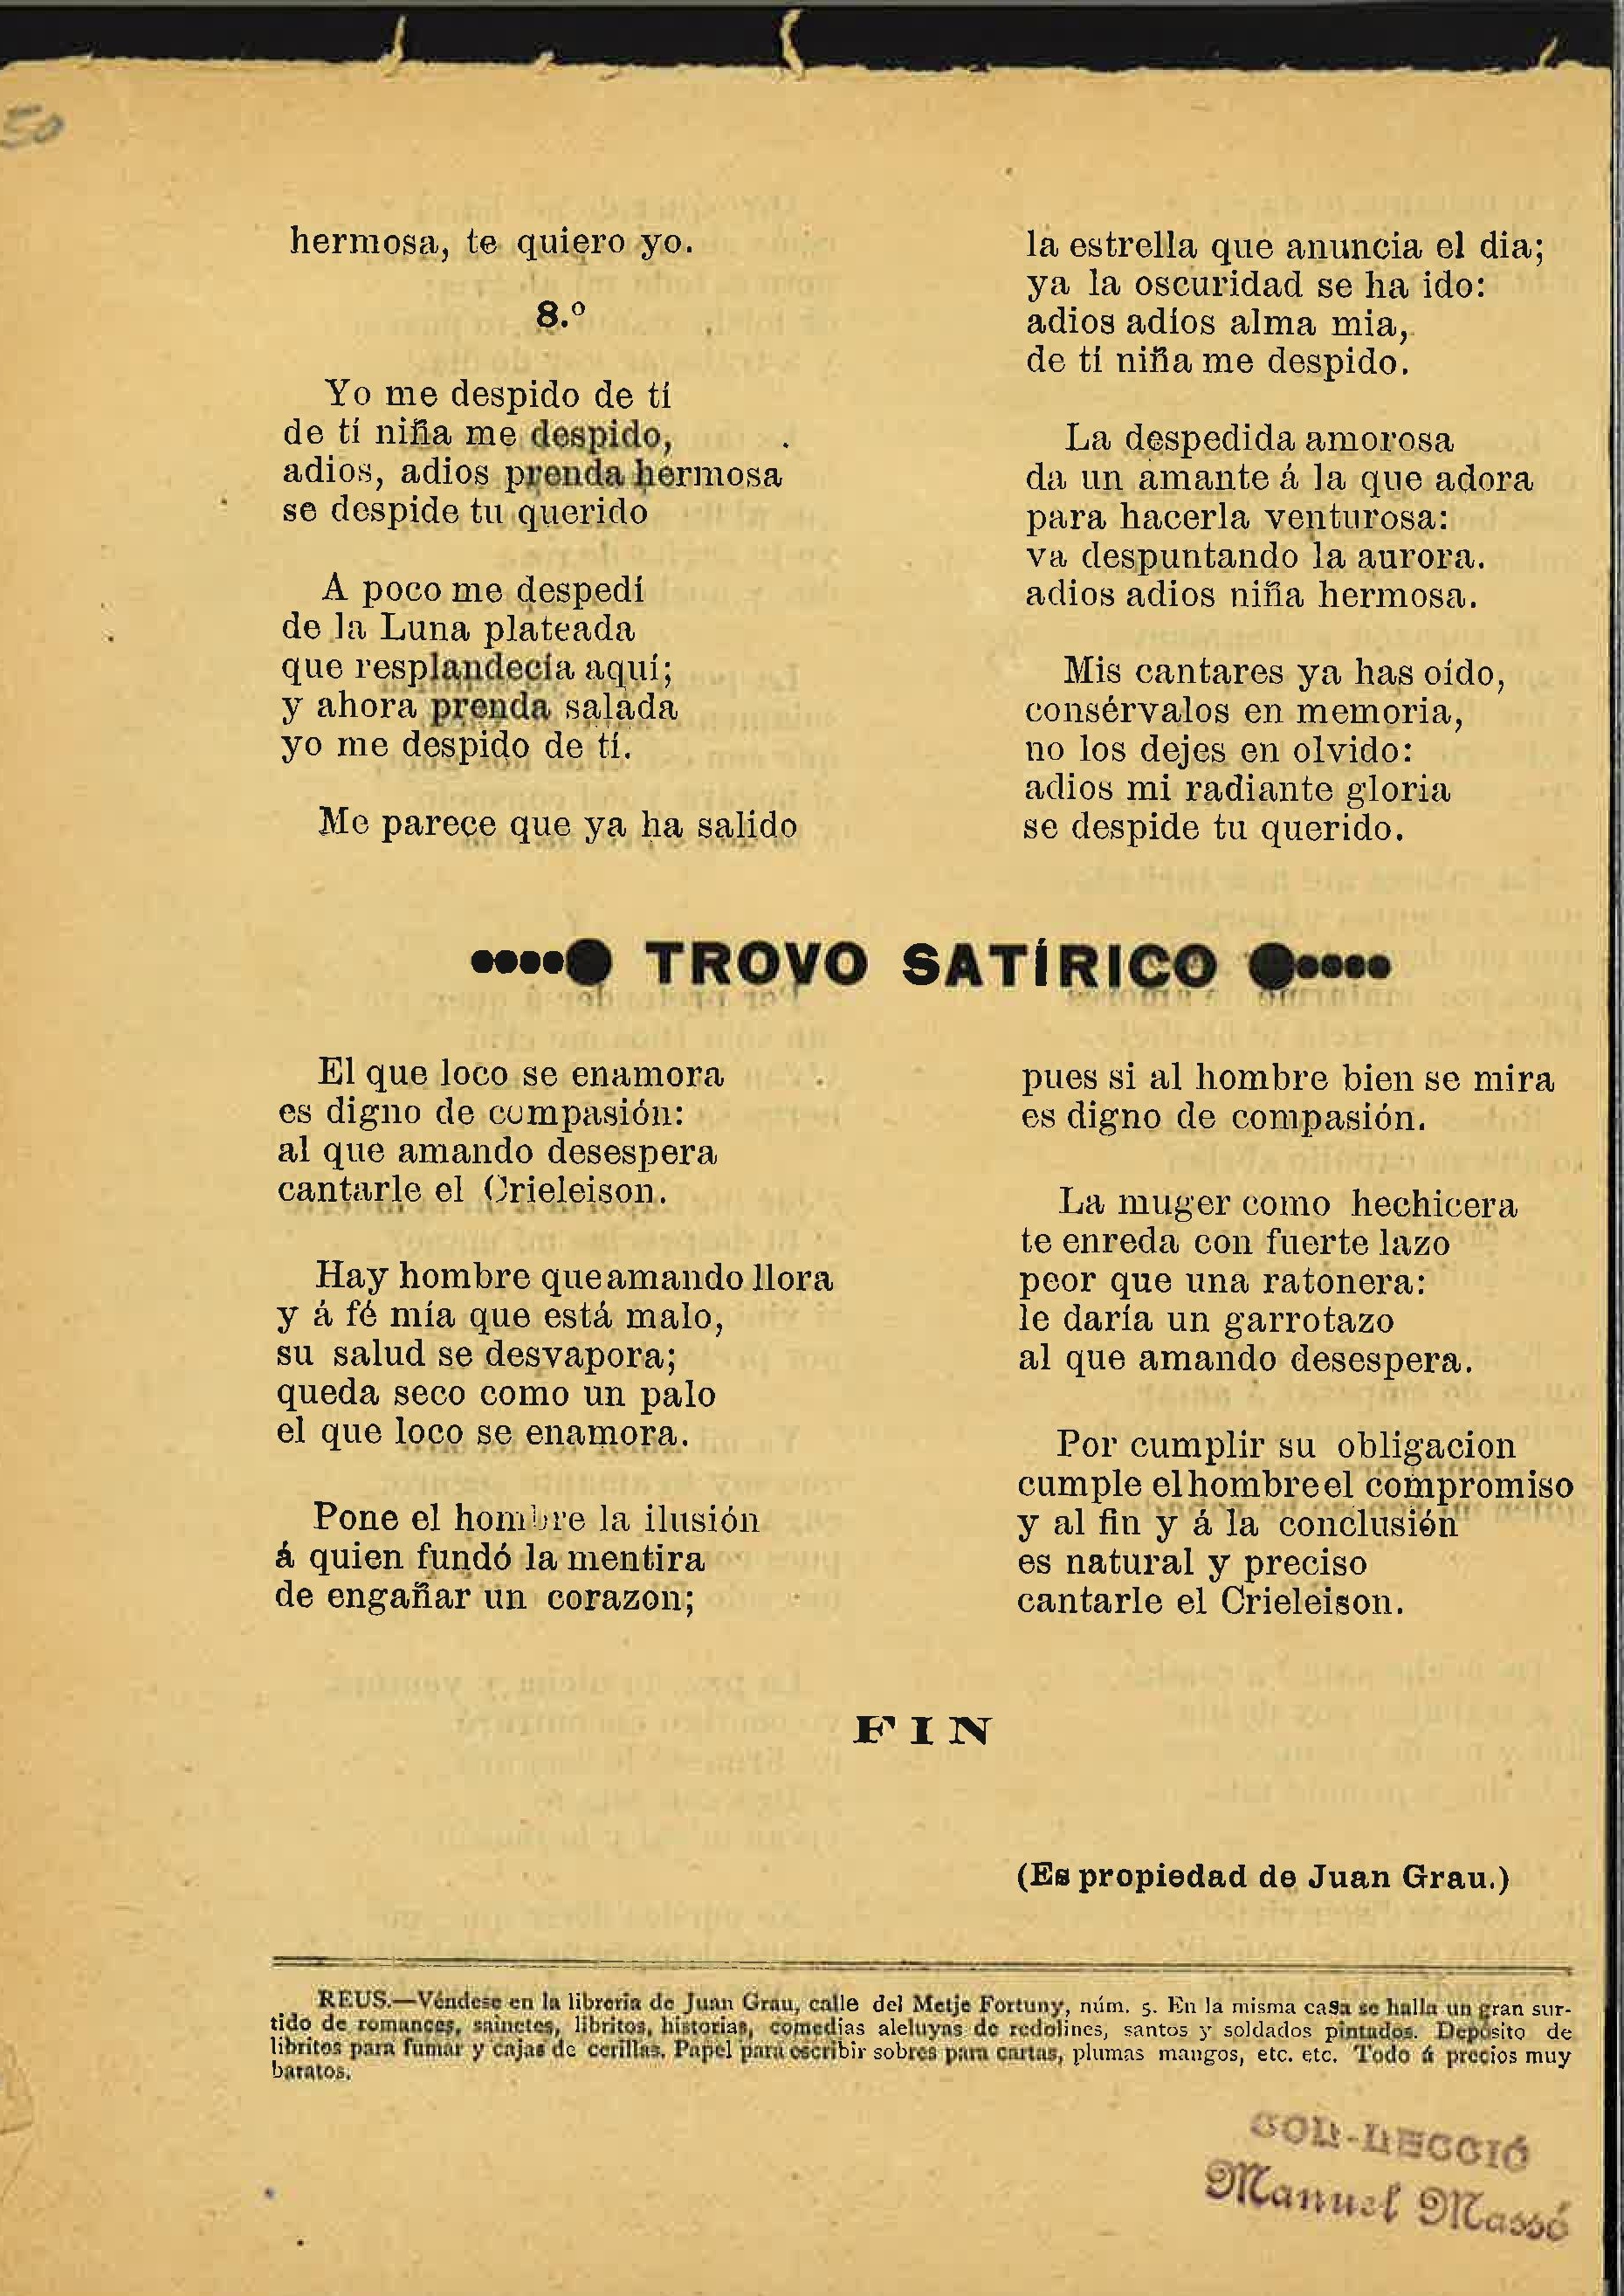 50
hermosa, te quiero yo.
8.º
Yo me despido de tí
de tí niña me despido,
adios, adios prenda hermosa
se despide tu querido
A poco me despedí
de la Luna plateada
que resplandecía aquí;
y ahora prenda salada
yo me despido de tí.
Me parece que ya ha salido
la estrella que anuncia el dia;
ya la oscuridad se ha ido:
adios adios alma mia,
de tí niña me despido.
La despedida amorosa
da un amante á la que adora
para hacerla venturosa:
va despuntando la aurora.
adios adios niña hermosa.
Mis cantares ya has oído,
consérvalos en memoria,
no los dejes en olvido:
adios mi radiante gloria
se despide tu querido.
TROVO SATÍRICO
El que loco se enamora
es digno de compasión:
al que amando desespera
cantarle el Crieleison.
Hay hombre que amando llora
y á fé mía que está malo,
su salud se desvapora;
queda seco como un palo
el que loco se enamora.
Pone el hombre la ilusión
á quien fundó la mentira
de engañar un corazon;
pues si al hombre bien se mira
es digno de compasión.
La muger como hechicera
te enreda con fuerte lazo
peor que una ratonera:
le daría un garrotazo
al que amando desespera.
Por cumplir su obligacion
cumple el hombre el compromiso
y al fin y á la conclusión
es natural y preciso
cantarle el Crieleison.
FIN
(Es propiedad de Juan Grau.)
REUS.—Véndese en la librería de Juan Grau, calle del Metje Fortuny, núm. 5. En la misma casa se halla un gran sur-
tido de romances, sainetes, libritos, historias, comedias aleluyas de redolines, santos y soldados pintados. Depósito de
libritos para fumar y cajas de cerillas. Papel para escribir sobres para cartas, plumas mangos, etc. etc. Todo á precios muy
baratos.
COL-LECCIÓ
Manuel Massó